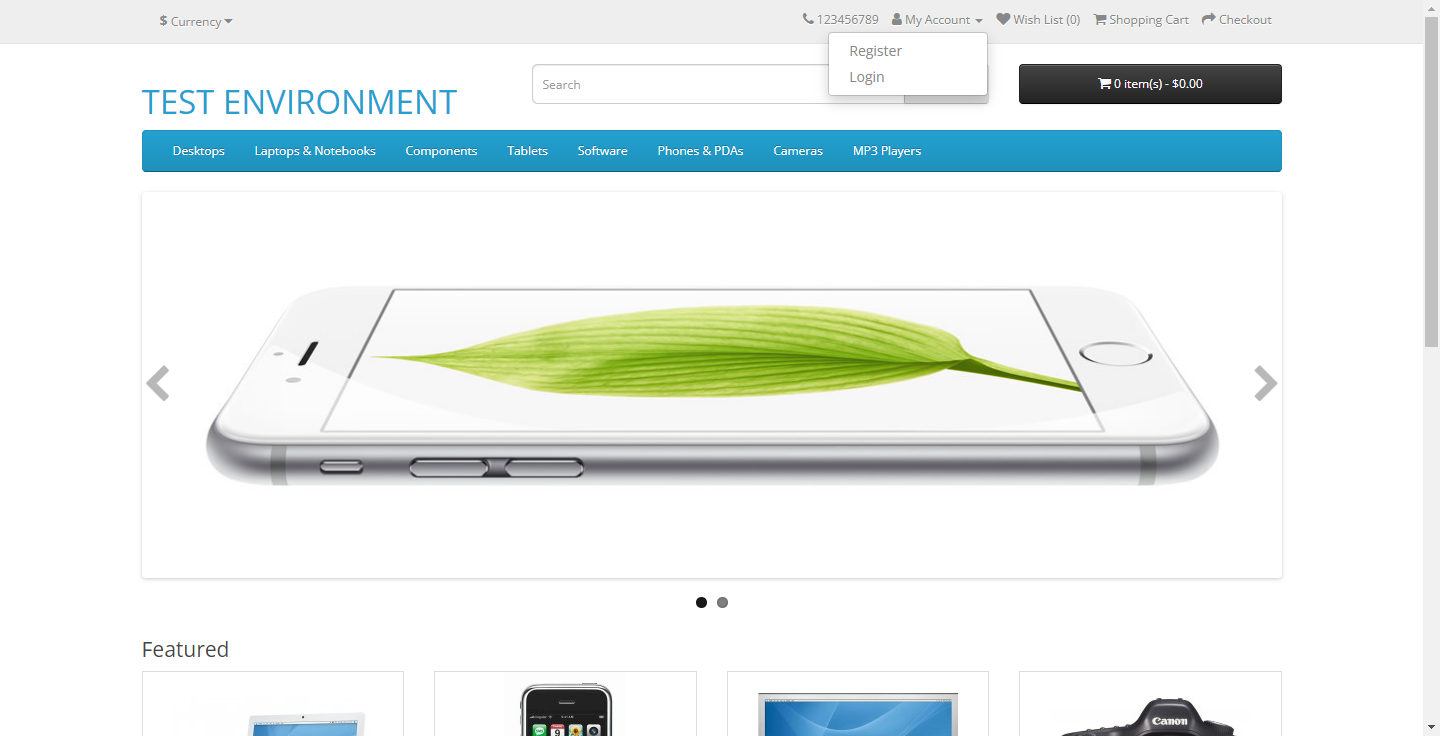 $ Currency
123456789 My Account Wish List (0) Shopping Cart Checkout
Register
Login
TEST ENVIRONMENT
Search
0 item(s) - $0.00
Desktops Laptops & Notebooks Components Tablets Software Phones & PDAs Cameras MP3 Players
Featured
Canon